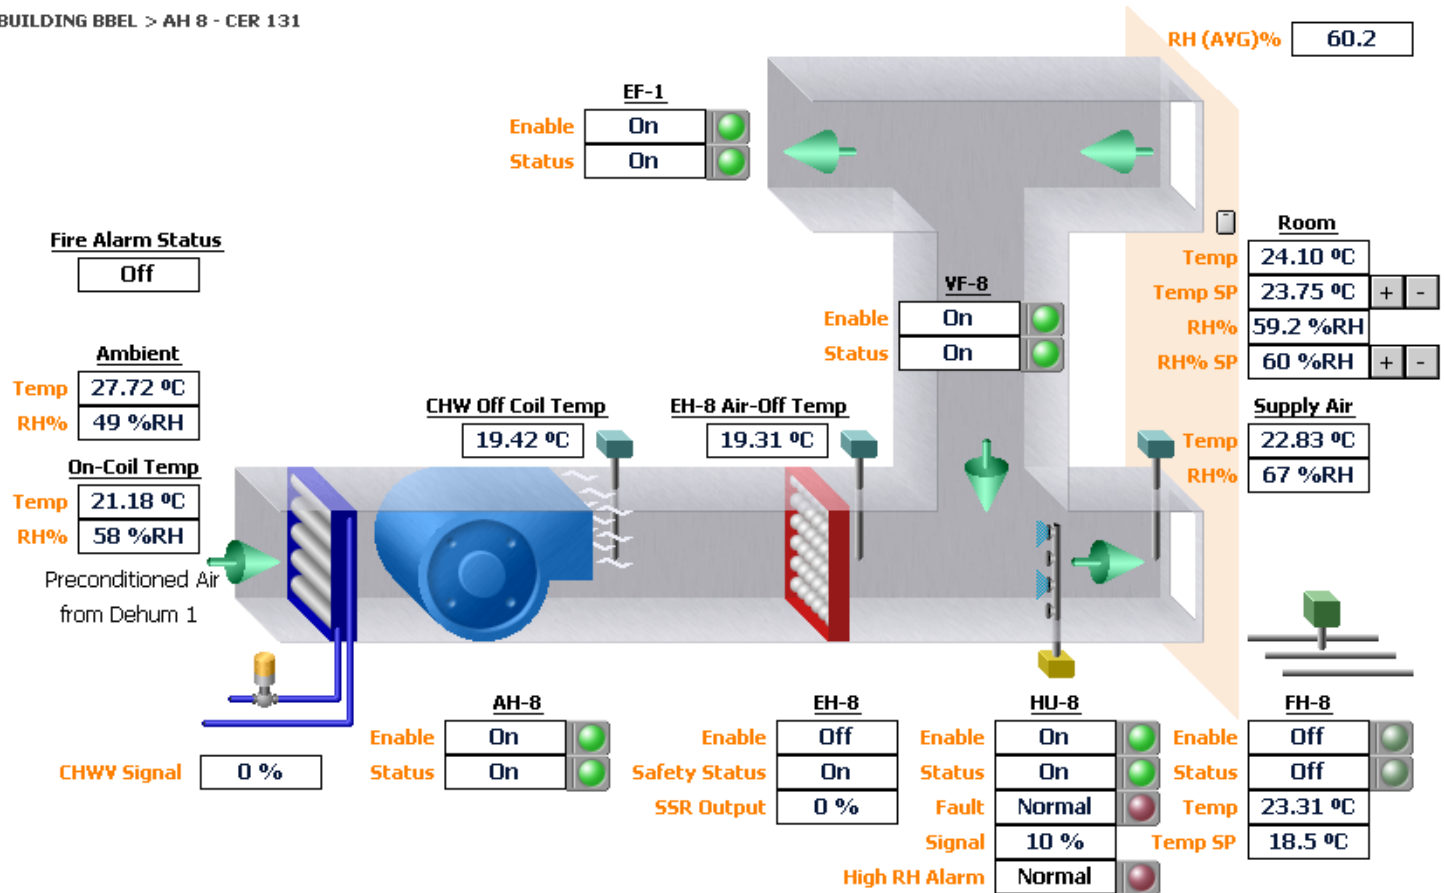 BUILDING BBEL > AH 8 - CER 131
RH (AVG)% 60.2
EF-1
Enable On
Status On
Fire Alarm Status
Off
Room
Temp 24.10 ºC
Temp SP 23.75 ºC + -
RH% 59.2 %RH
RH% SP 60 %RH + -
VF-8
Enable On
Status On
Ambient
Temp 27.72 ºC
RH% 49 %RH
CHW Off Coil Temp
19.42 ºC
EH-8 Air-Off Temp
19.31 ºC
Supply Air
Temp 22.83 ºC
RH% 67 %RH
On-Coil Temp
Temp 21.18 ºC
RH% 58 %RH
Preconditioned Air
from Dehum 1
CHWV Signal 0 %
AH-8
Enable On
Status On
EH-8
Enable Off
Safety Status On
SSR Output 0 %
HU-8
Enable On
Status On
Fault Normal
Signal 10 %
High RH Alarm Normal
FH-8
Enable Off
Status Off
Temp 23.31 ºC
Temp SP 18.5 ºC